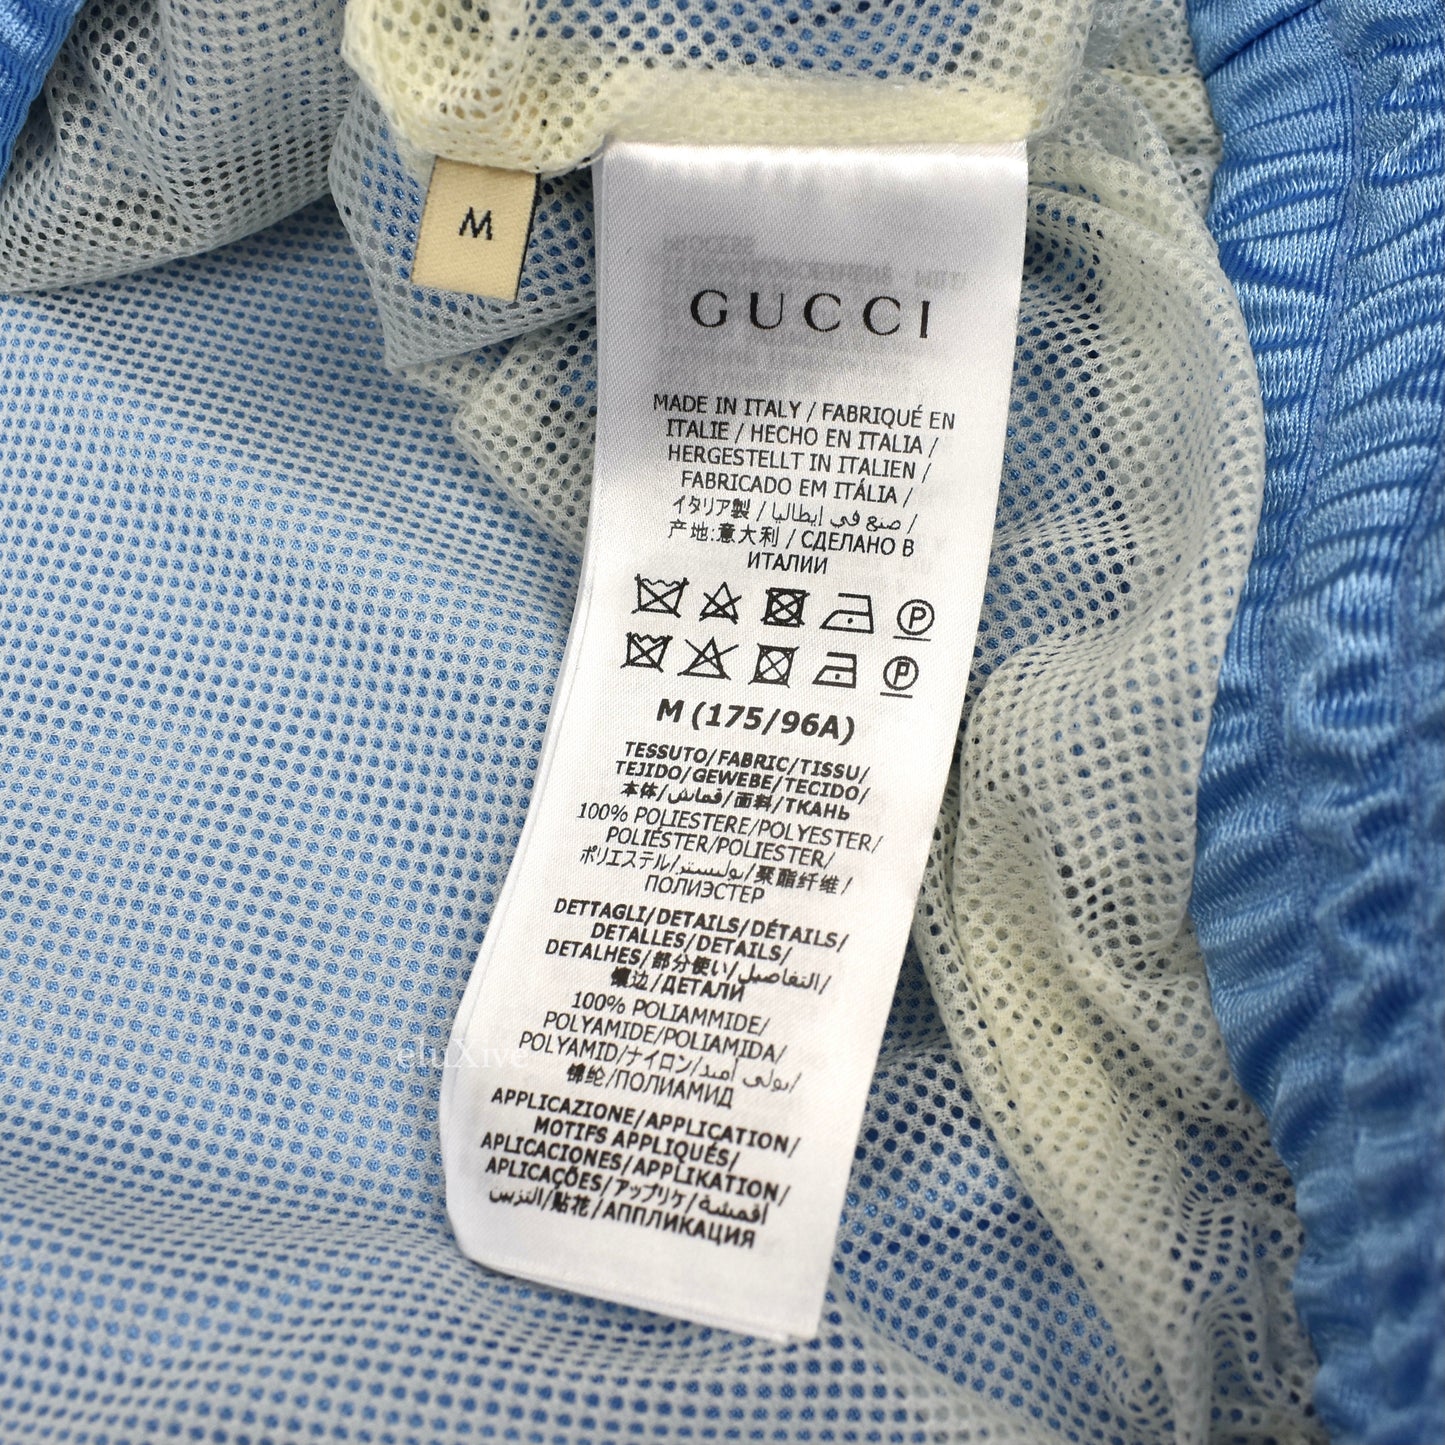 M
GUCCI
MADE IN ITALY / FABRIQUÉ EN
ITALIE / HECHO EN ITALIA /
HERGESTELLT IN ITALIEN /
FABRICADO EM ITÁLIA /
イタリア製 / صنع في إيطاليا /
产地:意大利 / СДЕЛАНО В
ИТАЛИИ
P
P
M (175/96A)
TESSUTO/FABRIC/TISSU/
TEJIDO/GEWEBE/TECIDO/
本体/قماش/面料/ТКАНЬ
100% POLIESTERE/POLYESTER/
POLIÉSTER/POLIESTER/
ポリエステル/بوليستر/聚酯纤维/
ПОЛИЭСТЕР
DETTAGLI/DETAILS/DÉTAILS/
DETALLES/DETAILS/
DETALHES/部分使い/التفاصيل/
镶边/ДЕТАЛИ
100% POLIAMMIDE/
POLYAMIDE/POLIAMIDA/
POLYAMID/ナイロン/بولي أميد/
锦纶/ПОЛИАМИД
APPLICAZIONE/APPLICATION/
MOTIFS APPLIQUÉS/
APLICACIONES/APPLIKATION/
APLICAÇÕES/アップリケ/أقمشة
التزيين/贴花/АППЛИКАЦИЯ
eluXive